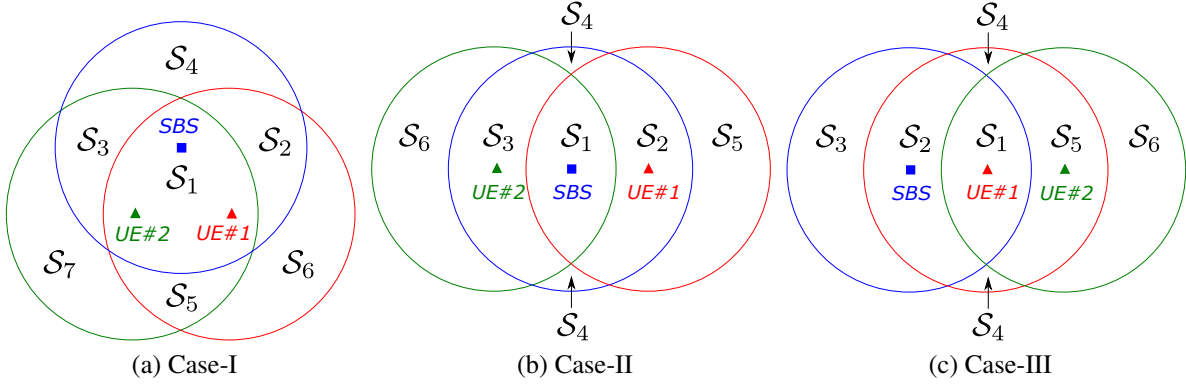 S₄
S₃
SBS
S₂
S₁
UE#2
UE#1
S₇
S₆
S₅
(a) Case-I
S₄
S₆
S₃
S₁
S₂
S₅
UE#2
SBS
UE#1
S₄
(b) Case-II
S₄
S₃
S₂
S₁
S₅
S₆
SBS
UE#1
UE#2
S₄
(c) Case-III